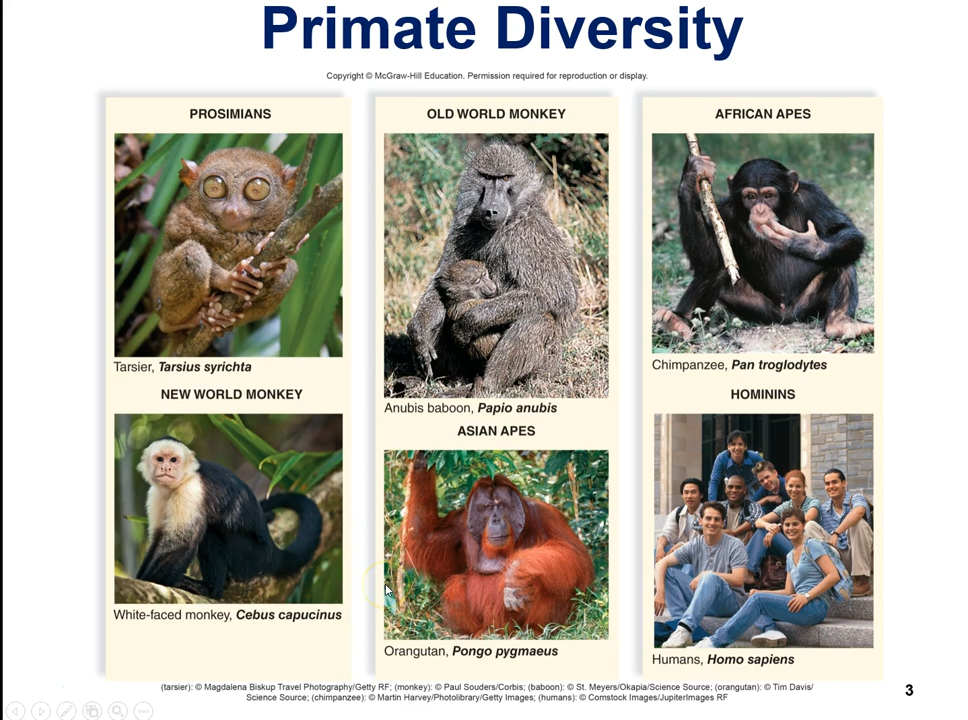 Primate Diversity
Copyright © McGraw-Hill Education. Permission required for reproduction or display.
PROSIMIANS
Tarsier, Tarsius syrichta
NEW WORLD MONKEY
White-faced monkey, Cebus capucinus
OLD WORLD MONKEY
Anubis baboon, Papio anubis
ASIAN APES
Orangutan, Pongo pygmaeus
AFRICAN APES
Chimpanzee, Pan troglodytes
HOMININS
Humans, Homo sapiens
(tarsier): © Magdalena Biskup Travel Photography/Getty RF; (monkey): © Paul Souders/Corbis; (baboon): © St. Meyers/Okapia/Science Source; (orangutan): © Tim Davis/
Science Source; (chimpanzee): © Martin Harvey/Photolibrary/Getty Images; (humans): © Comstock Images/JupiterImages RF
3